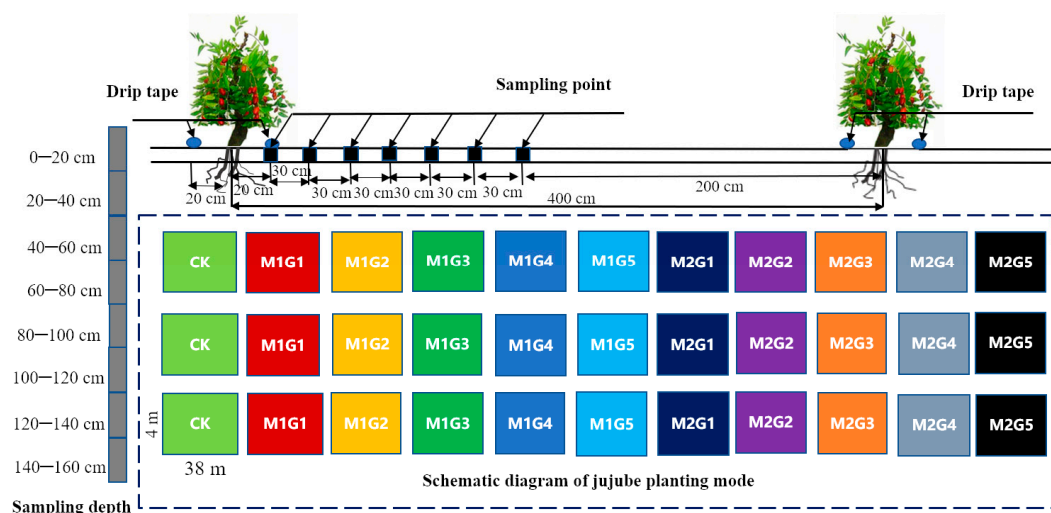 Drip tape
Sampling point
Drip tape
0—20 cm
20—40 cm
40—60 cm
60—80 cm
80—100 cm
100—120 cm
120—140 cm
140—160 cm
Sampling depth
20 cm
20 cm
30 cm
30 cm
30 cm
30 cm
30 cm
30 cm
200 cm
400 cm
CK M1G1 M1G2 M1G3 M1G4 M1G5 M2G1 M2G2 M2G3 M2G4 M2G5
CK M1G1 M1G2 M1G3 M1G4 M1G5 M2G1 M2G2 M2G3 M2G4 M2G5
CK M1G1 M1G2 M1G3 M1G4 M1G5 M2G1 M2G2 M2G3 M2G4 M2G5
4 m
38 m
Schematic diagram of jujube planting mode